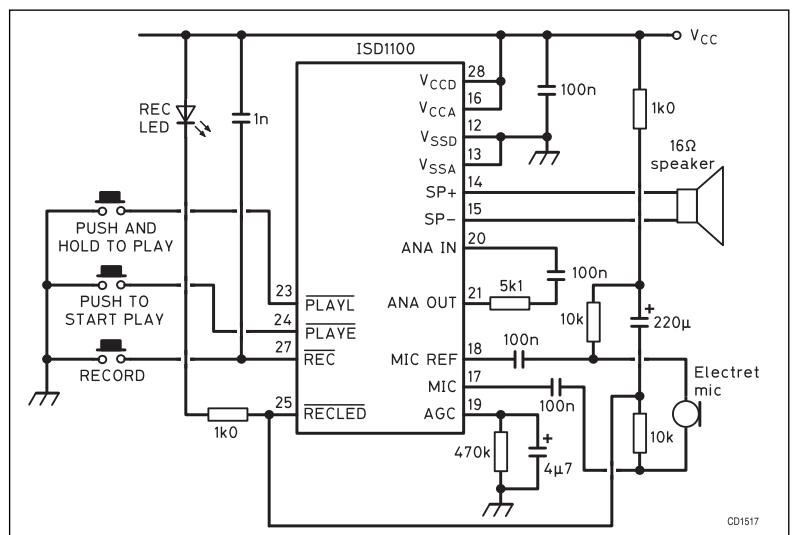 V_CC
ISD1100
REC
LED
1n
V_CCD 28
V_CCA 16
V_SSD 12
V_SSA 13
SP+ 14
SP- 15
ANA IN 20
ANA OUT 21
MIC REF 18
MIC 17
AGC 19
100n
1k0
16Ω
speaker
100n
5k1
10k
+
220µ
100n
100n
Electret
mic
10k
470k
+
4µ7
PUSH AND
HOLD TO PLAY
PUSH TO
START PLAY
RECORD
23 PLAYL
24 PLAYE
27 REC
25 RECLED
1k0
CD1517